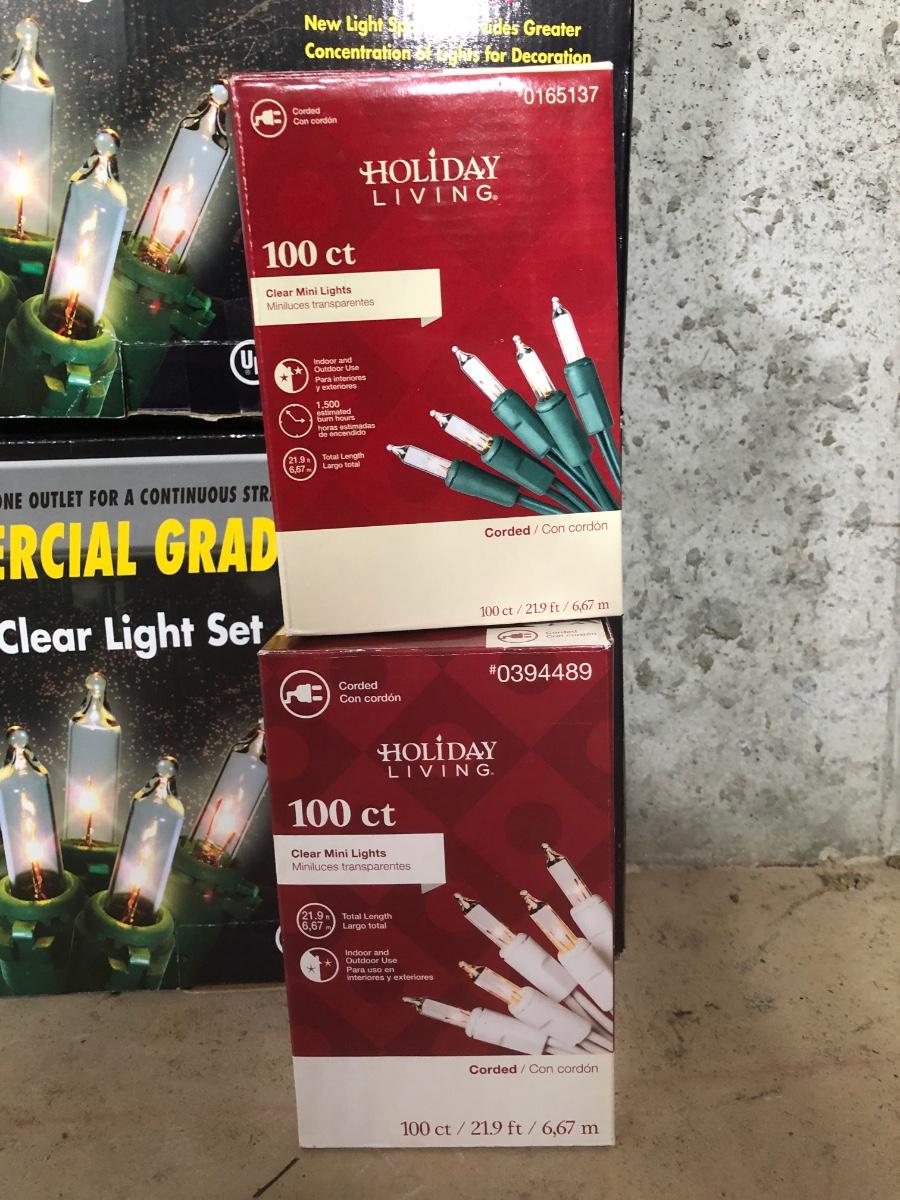 New Light Greater
Concentration of Lights for Decoration
#0165137
Corded
Con cordón
HOLIDAY
LIVING®
100 ct
Clear Mini Lights
Miniluces transparentes
Indoor and
Outdoor Use
Para interiores
y exteriores
1,500
estimated
burn hours
horas estimadas
de encendido
21.9 ft
6,67 m
Total Length
Largo total
Corded / Con cordón
100 ct / 21.9 ft / 6,67 m
ONE OUTLET FOR A CONTINUOUS
ERCIAL GRAD
Clear Light Set
Corded
Con cordón
#0394489
Corded
Con cordón
HOLIDAY
LIVING®
100 ct
Clear Mini Lights
Miniluces transparentes
21.9 ft
6,67 m
Total Length
Largo total
Indoor and
Outdoor Use
Para uso en
interiores y exteriores
Corded / Con cordón
100 ct / 21.9 ft / 6,67 m